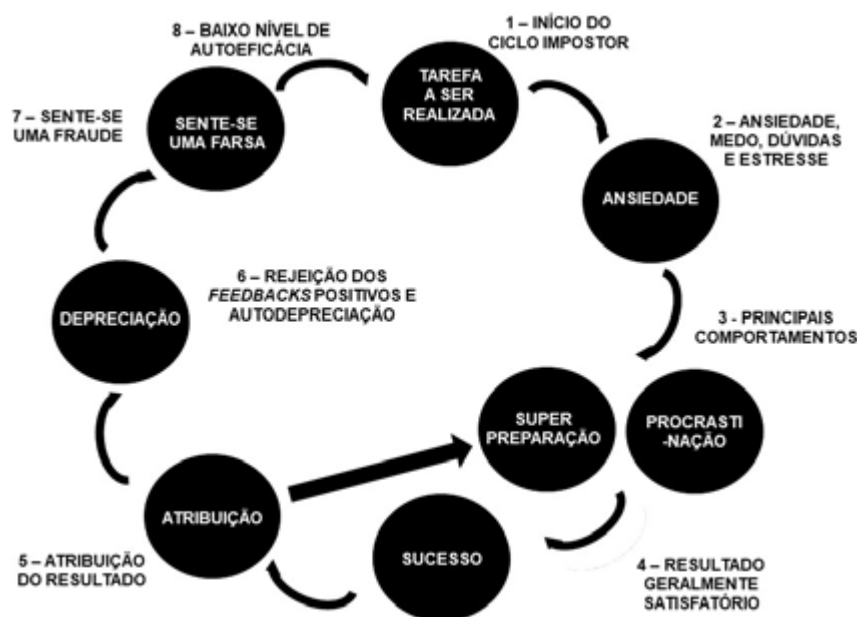 8 – BAIXO NÍVEL DE
AUTOEFICÁCIA
1 – INÍCIO DO
CICLO IMPOSTOR
TAREFA
A SER
REALIZADA
7 – SENTE-SE
UMA FRAUDE
SENTE-SE
UMA FARSA
2 – ANSIEDADE,
MEDO, DÚVIDAS
E ESTRESSE
ANSIEDADE
6 – REJEIÇÃO DOS
FEEDBACKS POSITIVOS E
AUTODEPRECIAÇÃO
DEPRECIAÇÃO
3 - PRINCIPAIS
COMPORTAMENTOS
SUPER
PREPARAÇÃO
PROCRASTI
-NAÇÃO
ATRIBUIÇÃO
SUCESSO
5 – ATRIBUIÇÃO
DO RESULTADO
4 – RESULTADO
GERALMENTE
SATISFATÓRIO